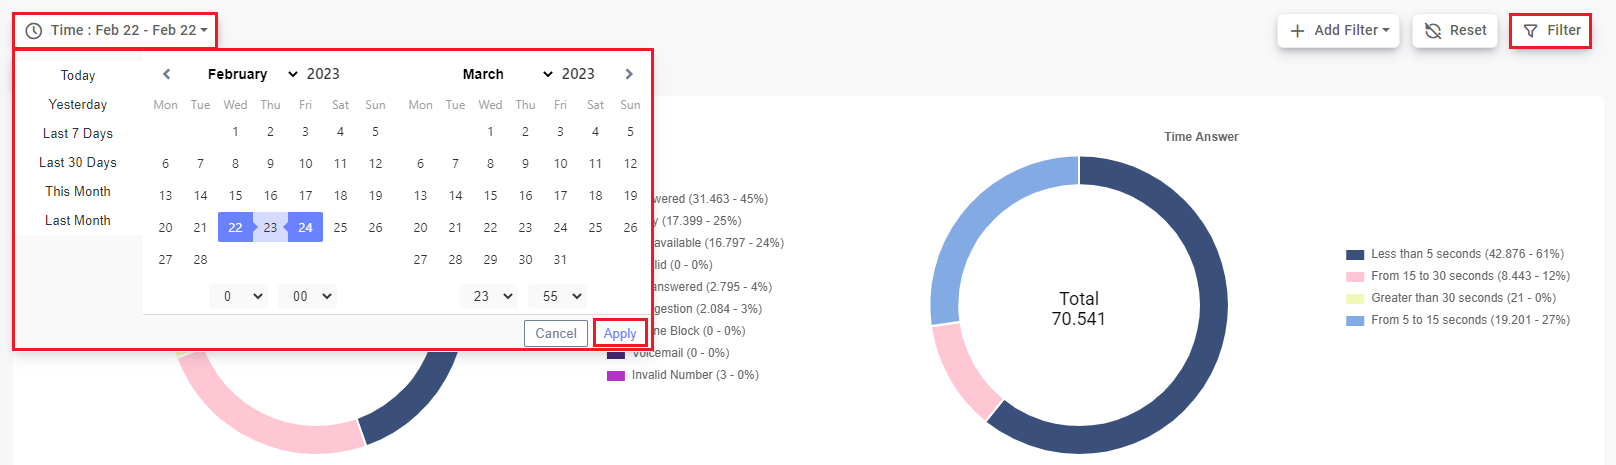 Time : Feb 22 - Feb 22
Add Filter
Reset
Filter
Today
Yesterday
Last 7 Days
Last 30 Days
This Month
Last Month
February 2023
Mon Tue Wed Thu Fri Sat Sun
1 2 3 4 5
6 7 8 9 10 11 12
13 14 15 16 17 18 19
20 21 22 23 24 25 26
27 28
0 00
March 2023
Mon Tue Wed Thu Fri Sat Sun
1 2 3 4 5
6 7 8 9 10 11 12
13 14 15 16 17 18 19
20 21 22 23 24 25 26
27 28 29 30 31
23 55
Cancel Apply
wered (31.463 - 45%)
y (17.399 - 25%)
available (16.797 - 24%)
lid (0 - 0%)
answered (2.795 - 4%)
gestion (2.084 - 3%)
ne Block (0 - 0%)
Voicemail (0 - 0%)
Invalid Number (3 - 0%)
Time Answer
Total
70.541
Less than 5 seconds (42.876 - 61%)
From 15 to 30 seconds (8.443 - 12%)
Greater than 30 seconds (21 - 0%)
From 5 to 15 seconds (19.201 - 27%)